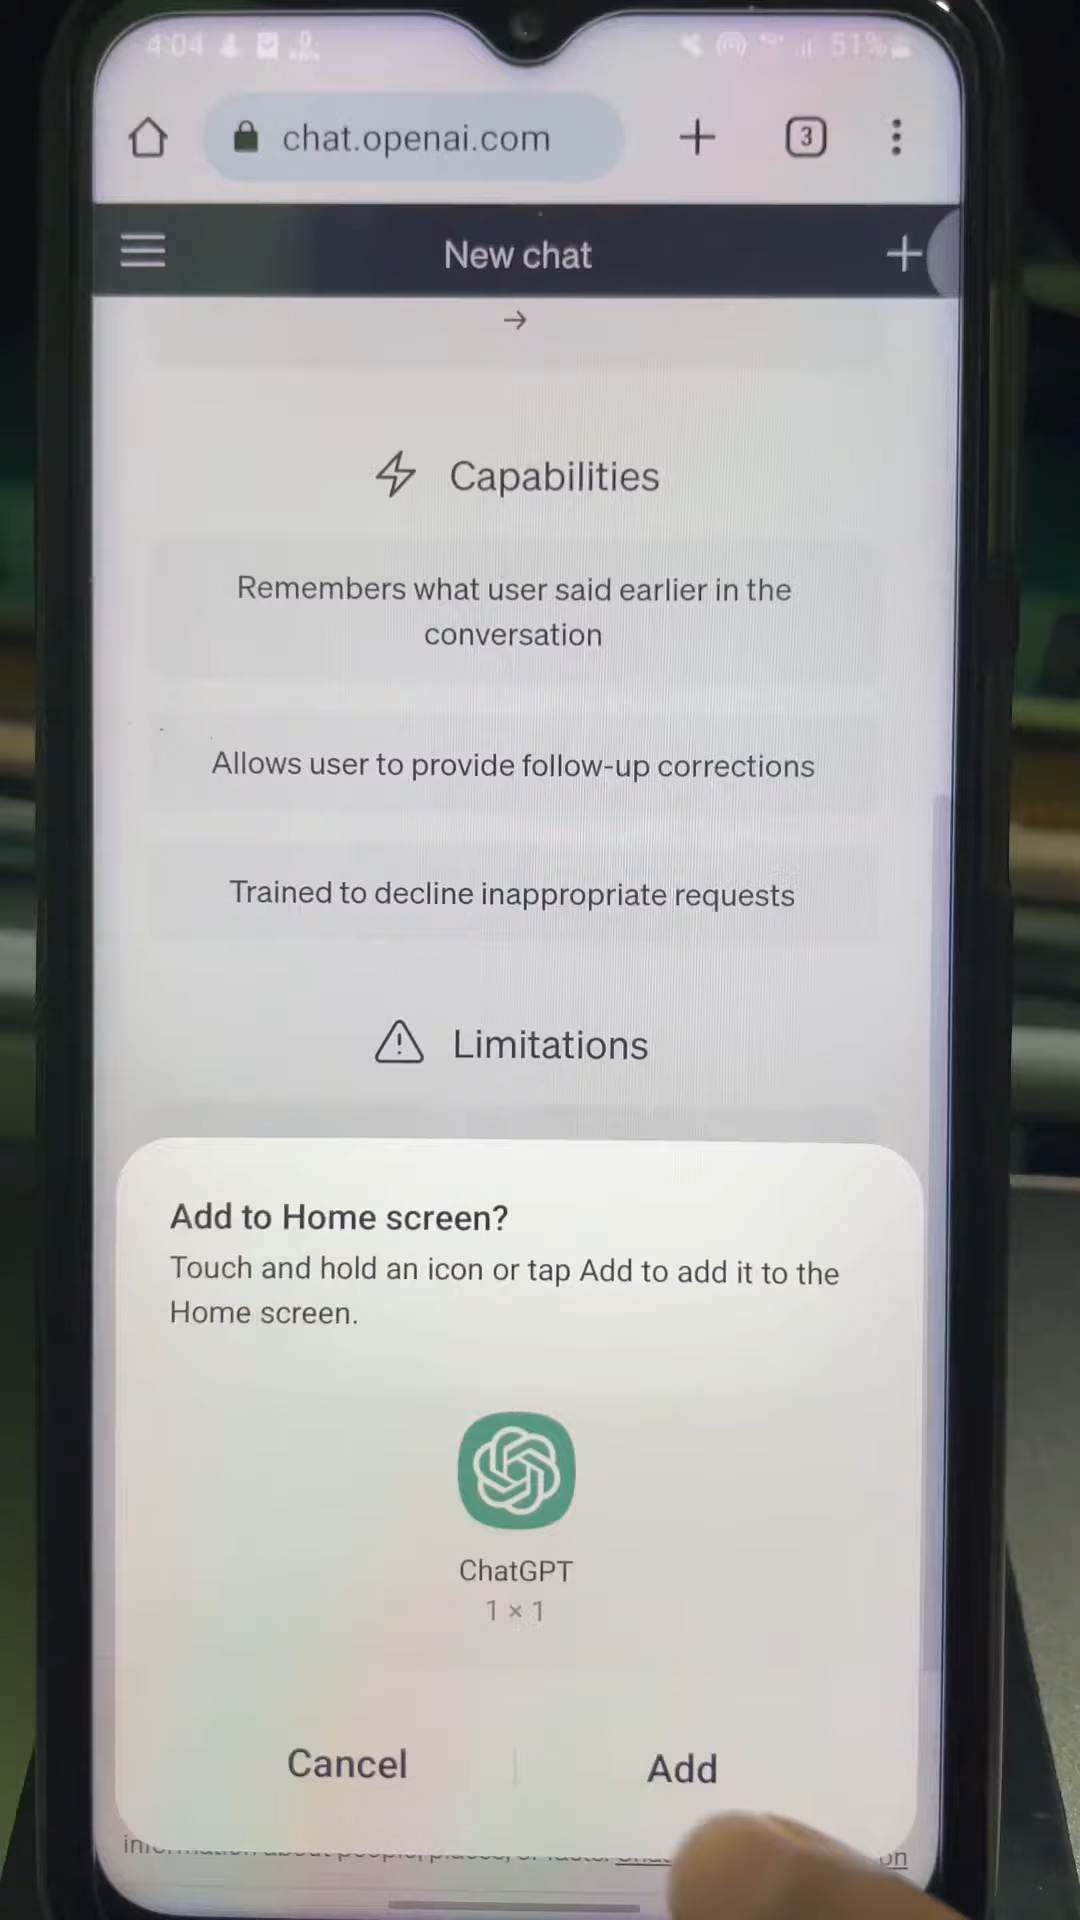 4:04
51%
chat.openai.com
3
New chat
→
Capabilities
Remembers what user said earlier in the
conversation
Allows user to provide follow-up corrections
Trained to decline inappropriate requests
Limitations
Add to Home screen?
Touch and hold an icon or tap Add to add it to the
Home screen.
ChatGPT
1 × 1
Cancel
Add